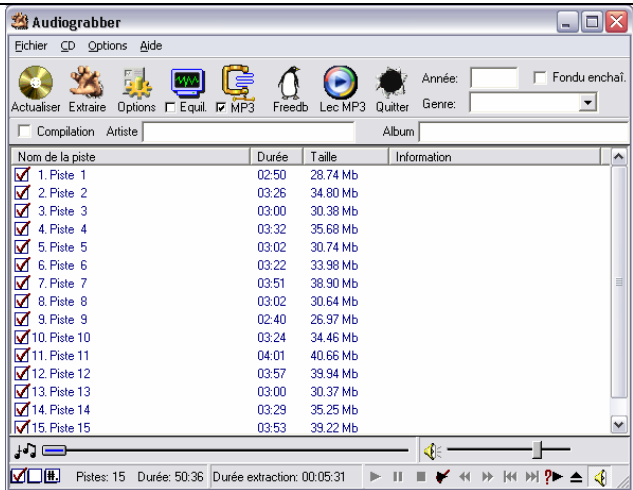 Audiograbber
Fichier CD Options Aide
Actualiser Extraire Options Equil. MP3 Freedb Lec MP3 Quitter
Année: Fondu enchaî.
Genre:
Compilation Artiste Album
Nom de la piste Durée Taille Information
1. Piste 1 02:50 28.74 Mb
2. Piste 2 03:26 34.80 Mb
3. Piste 3 03:00 30.38 Mb
4. Piste 4 03:32 35.68 Mb
5. Piste 5 03:02 30.74 Mb
6. Piste 6 03:22 33.98 Mb
7. Piste 7 03:51 38.90 Mb
8. Piste 8 03:02 30.64 Mb
9. Piste 9 02:40 26.97 Mb
10. Piste 10 03:24 34.46 Mb
11. Piste 11 04:01 40.66 Mb
12. Piste 12 03:57 39.94 Mb
13. Piste 13 03:00 30.37 Mb
14. Piste 14 03:29 35.25 Mb
15. Piste 15 03:53 39.22 Mb
#. Pistes: 15 Durée: 50:36 Durée extraction: 00:05:31 ?